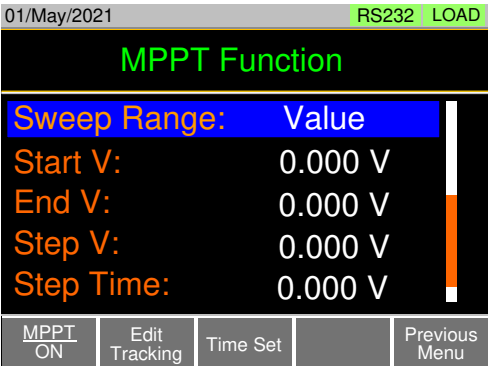 01/May/2021 RS232 LOAD
MPPT Function
Sweep Range: Value
Start V: 0.000 V
End V: 0.000 V
Step V: 0.000 V
Step Time: 0.000 V
MPPT
ON
Edit
Tracking
Time Set
Previous
Menu